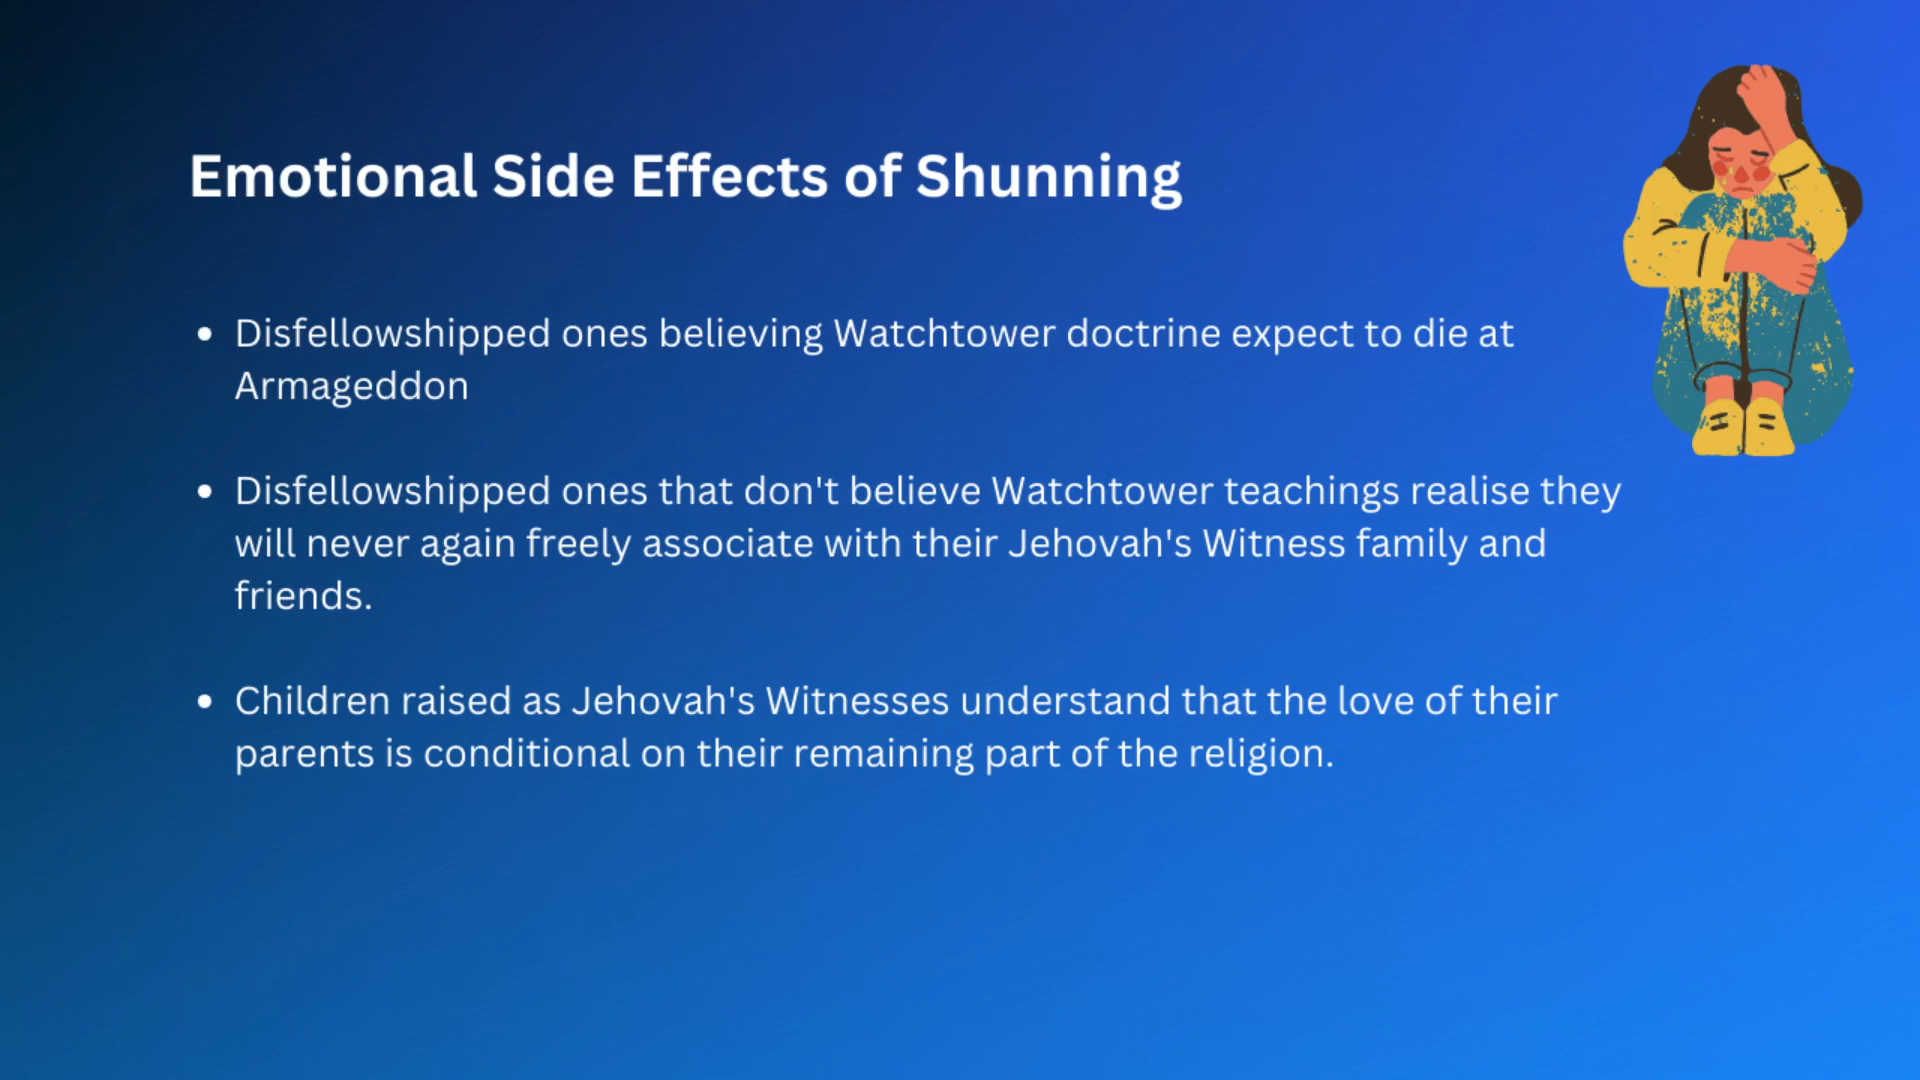 Emotional Side Effects of Shunning
• Disfellowshipped ones believing Watchtower doctrine expect to die at
Armageddon
• Disfellowshipped ones that don't believe Watchtower teachings realise they
will never again freely associate with their Jehovah's Witness family and
friends.
• Children raised as Jehovah's Witnesses understand that the love of their
parents is conditional on their remaining part of the religion.